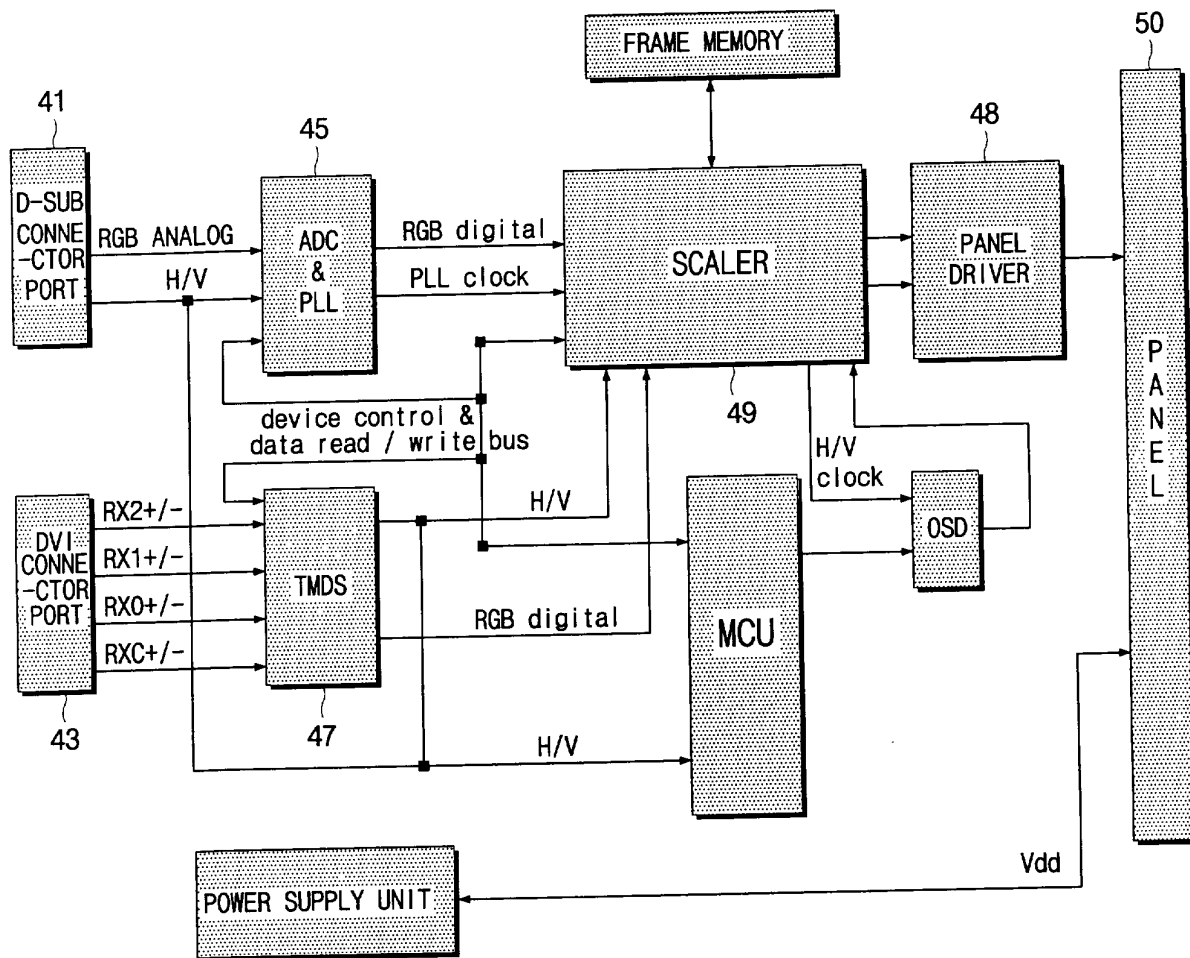 FRAME MEMORY
50
41
45
48
D-SUB
CONNE
-CTOR
PORT
RGB ANALOG
H/V
ADC
&
PLL
RGB digital
PLL clock
SCALER
PANEL
DRIVER
PANEL
49
device control &
data read / write bus
H/V
clock
OSD
DVI
CONNE
-CTOR
PORT
RX2+/-
RX1+/-
RX0+/-
RXC+/-
TMDS
H/V
RGB digital
MCU
43
47
H/V
POWER SUPPLY UNIT
Vdd